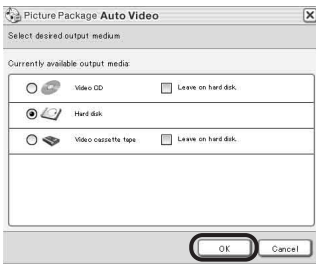 Picture Package Auto Video
Select desired output medium
Currently available output media:
Video CD Leave on hard disk.
Hard disk
Video cassette tape Leave on hard disk.
OK Cancel